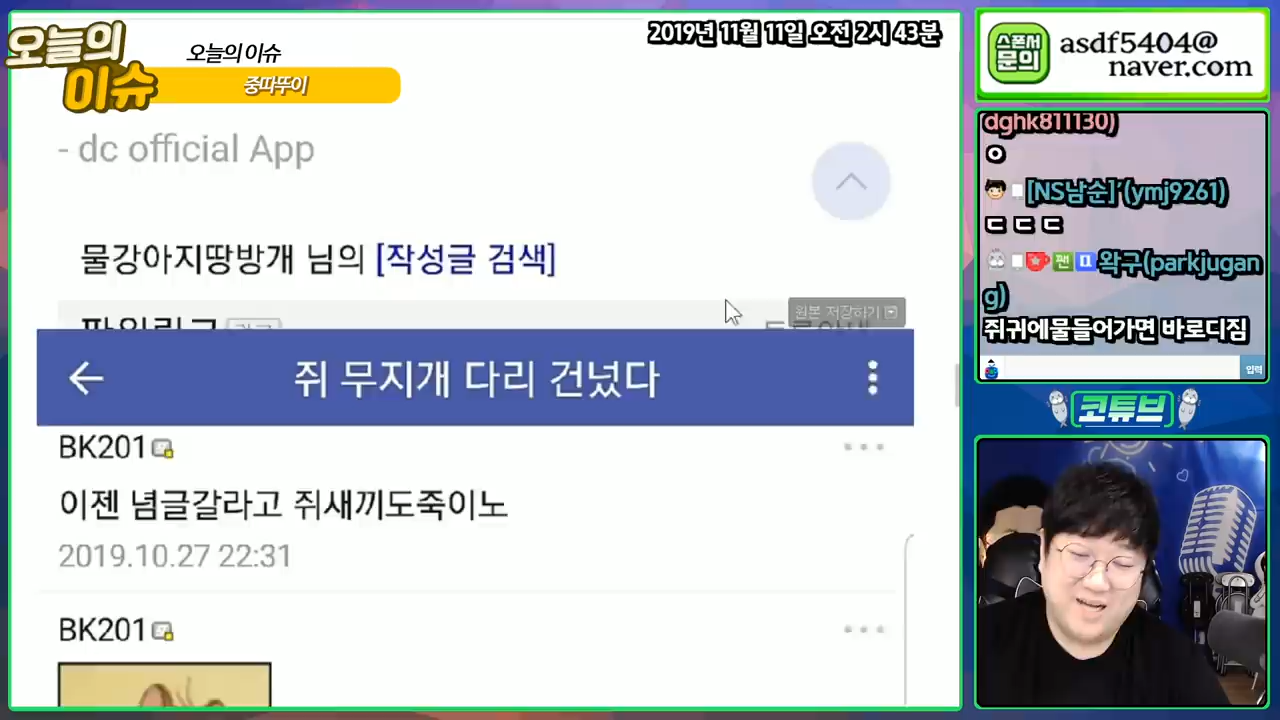 오늘의
이슈
오늘의 이슈
중따뚜이
2019년 11월 11일 오전 2시 43분
- dc official App
물강아지땅방개 님의 [작성글 검색]
원본 저장하기
쥐 무지개 다리 건넜다
BK201
이젠 념글갈라고 쥐새끼도죽이노
2019.10.27 22:31
BK201
스폰서
문의
asdf5404@
naver.com
dghk811130)
ㅇ
[NS남순]'(ymj9261)
ㄷㄷㄷ
팬 왁구(parkjugan
g)
쥐귀에물들어가면 바로디짐
입력
코튜브